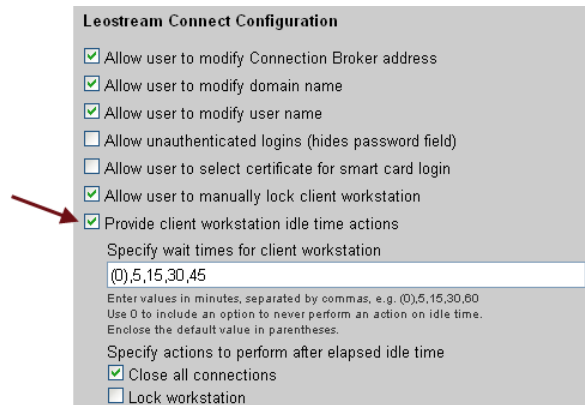 Leostream Connect Configuration
Allow user to modify Connection Broker address
Allow user to modify domain name
Allow user to modify user name
Allow unauthenticated logins (hides password field)
Allow user to select certificate for smart card login
Allow user to manually lock client workstation
Provide client workstation idle time actions
Specify wait times for client workstation
(0),5,15,30,45
Enter values in minutes, separated by commas, e.g. (0),5,15,30,60
Use 0 to include an option to never perform an action on idle time.
Enclose the default value in parentheses.
Specify actions to perform after elapsed idle time
Close all connections
Lock workstation